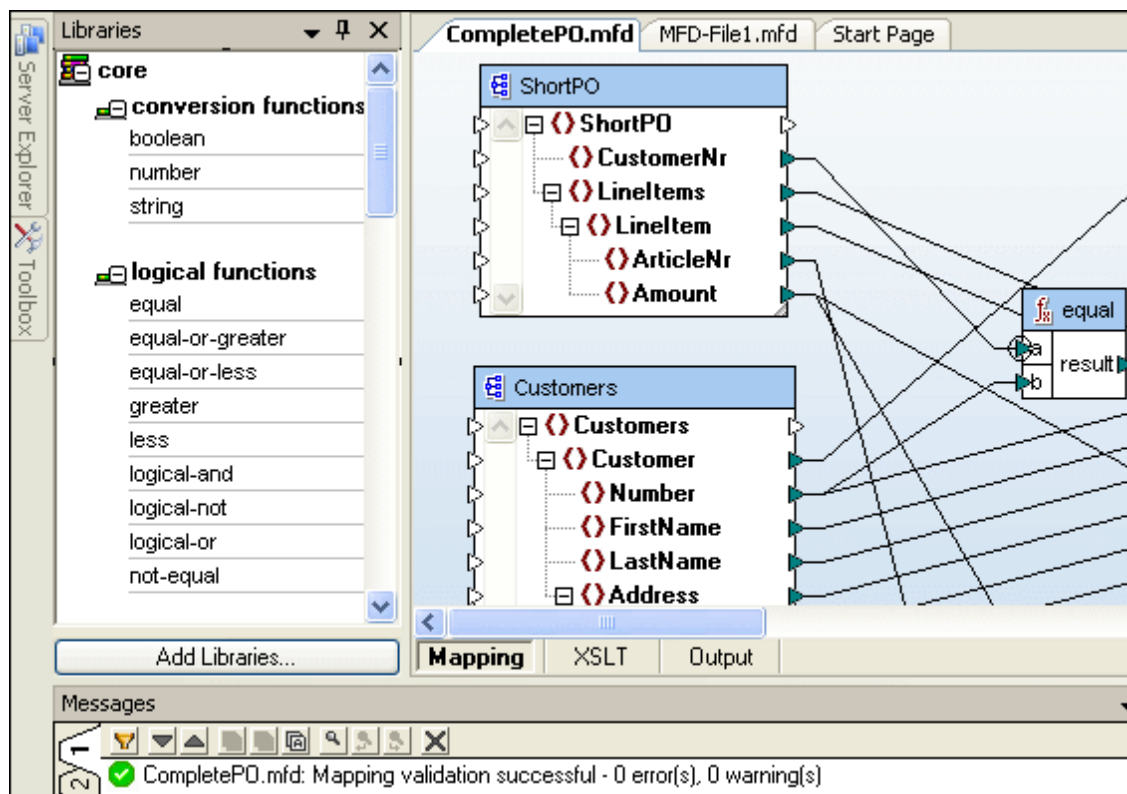 Server Explorer
Toolbox
Libraries
core
conversion functions
boolean
number
string
logical functions
equal
equal-or-greater
equal-or-less
greater
less
logical-and
logical-not
logical-or
not-equal
Add Libraries...
CompletePO.mfd MFD-File1.mfd Start Page
ShortPO
ShortPO
CustomerNr
LineItems
LineItem
ArticleNr
Amount
equal
a
result
b
Customers
Customers
Customer
Number
FirstName
LastName
Address
Mapping XSLT Output
Messages
1
2
CompletePO.mfd: Mapping validation successful - 0 error(s), 0 warning(s)